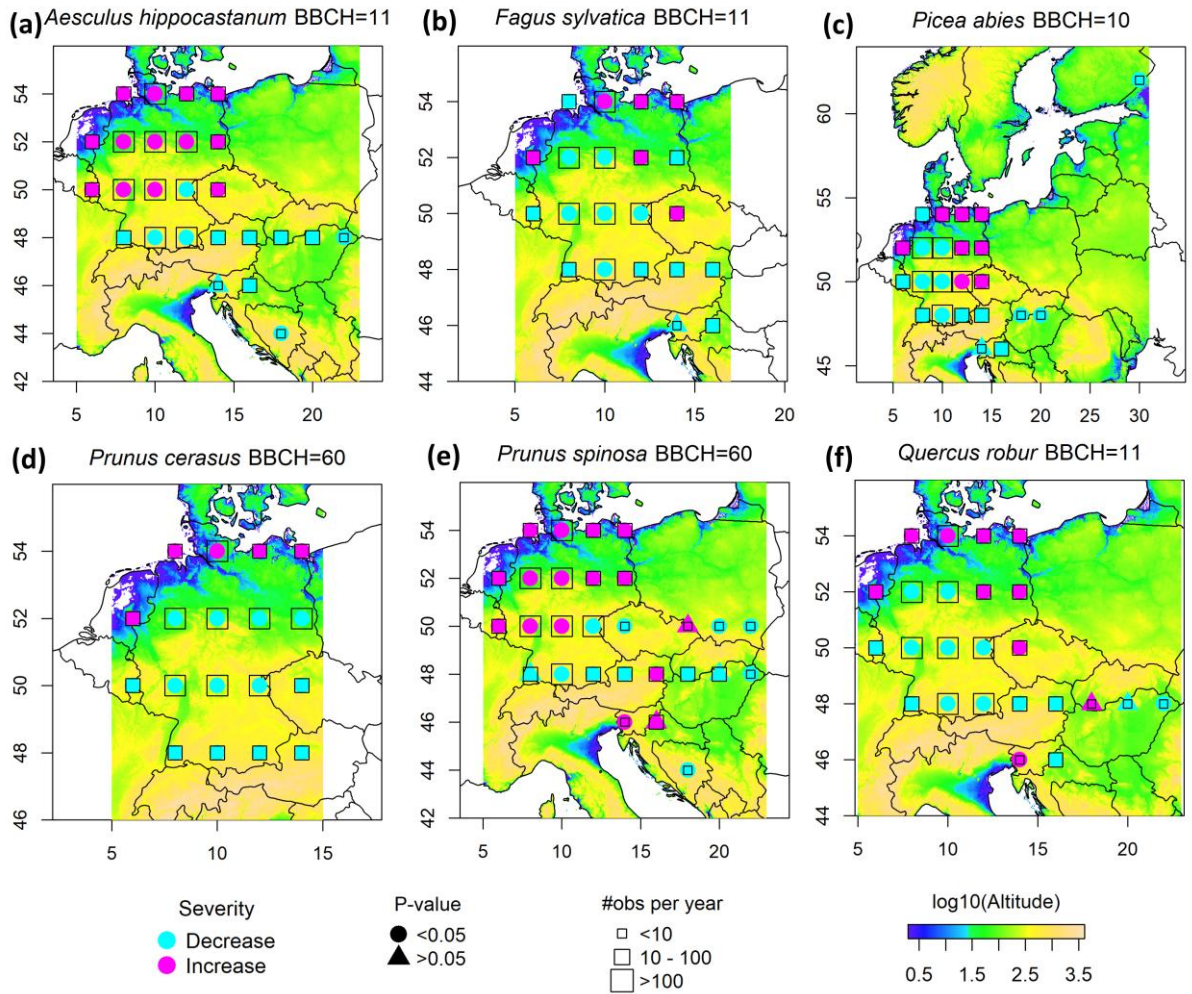 (a) Aesculus hippocastanum BBCH=11
54
52
50
48
46
44
42
5 10 15 20
(b) Fagus sylvatica BBCH=11
54
52
50
48
46
44
5 10 15 20
(c) Picea abies BBCH=10
60
55
50
45
5 10 15 20 25 30
(d) Prunus cerasus BBCH=60
54
52
50
48
46
5 10 15
(e) Prunus spinosa BBCH=60
54
52
50
48
46
44
42
5 10 15 20
(f) Quercus robur BBCH=11
54
52
50
48
46
44
5 10 15 20
Severity
Decrease
Increase
P-value
<0.05
>0.05
#obs per year
<10
10 - 100
>100
log10(Altitude)
0.5 1.5 2.5 3.5